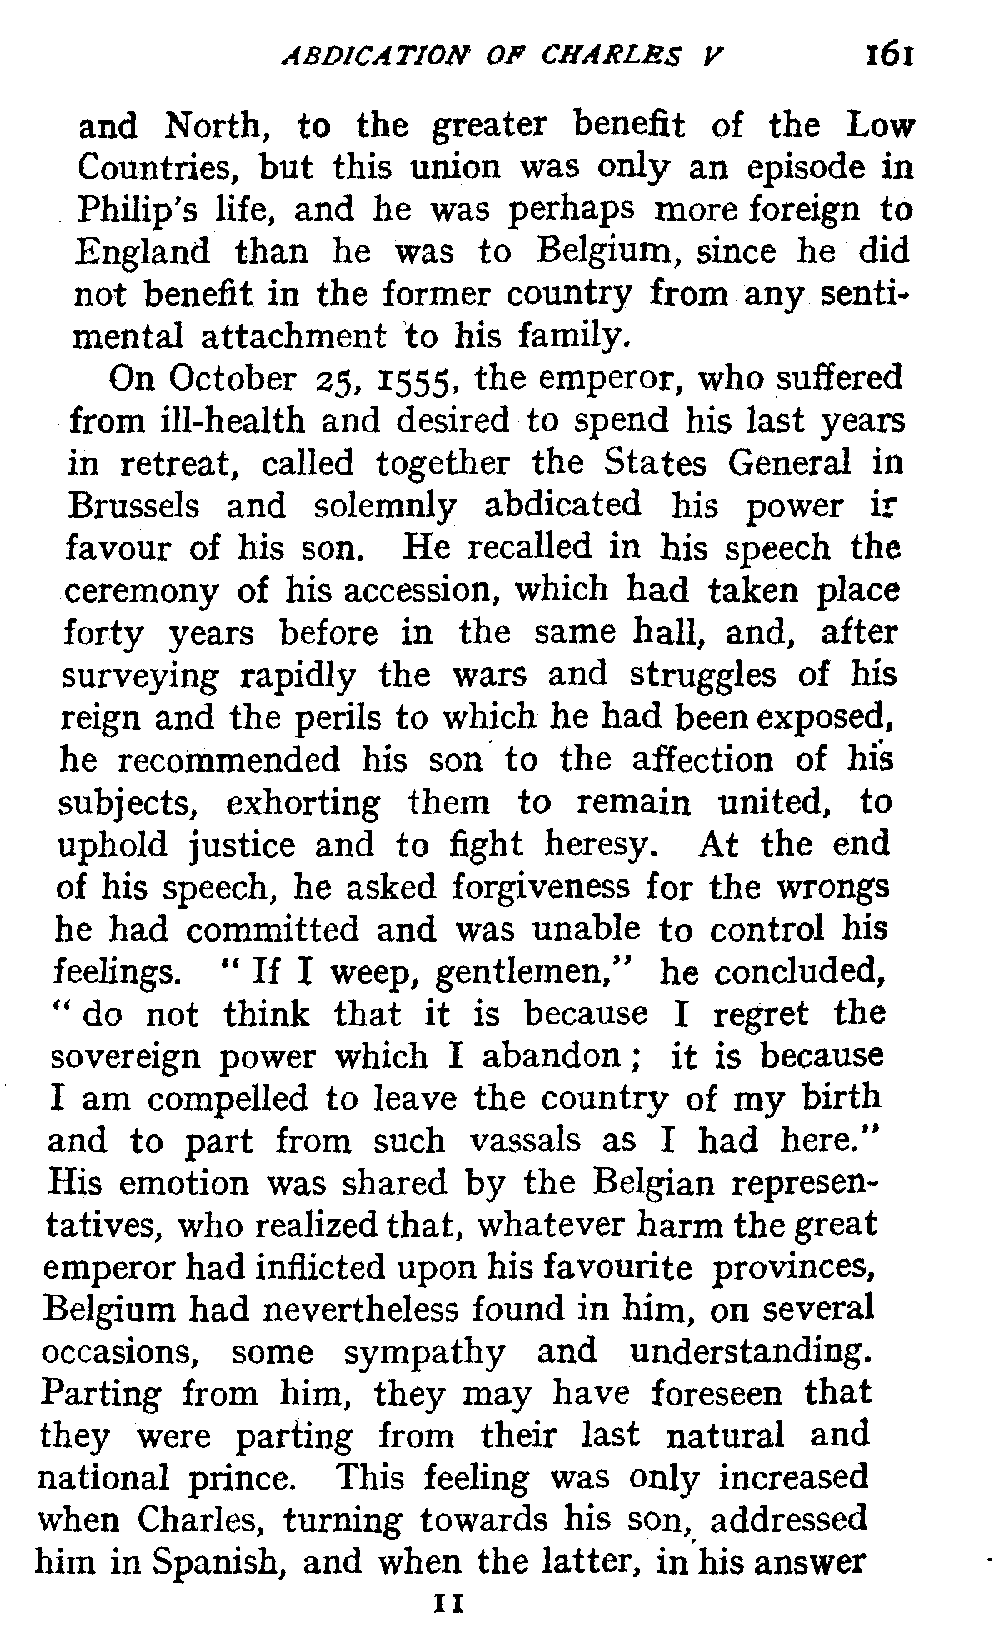 ABDICATION OF CHARLES V 161
and North, to the greater benefit of the Low
Countries, but this union was only an episode in
Philip's life, and he was perhaps more foreign to
England than he was to Belgium, since he did
not benefit in the former country from any senti-
mental attachment to his family.
On October 25, 1555, the emperor, who suffered
from ill-health and desired to spend his last years
in retreat, called together the States General in
Brussels and solemnly abdicated his power ir
favour of his son. He recalled in his speech the
ceremony of his accession, which had taken place
forty years before in the same hall, and, after
surveying rapidly the wars and struggles of his
reign and the perils to which he had been exposed,
he recommended his son to the affection of his
subjects, exhorting them to remain united, to
uphold justice and to fight heresy. At the end
of his speech, he asked forgiveness for the wrongs
he had committed and was unable to control his
feelings. " If I weep, gentlemen," he concluded,
" do not think that it is because I regret the
sovereign power which I abandon ; it is because
I am compelled to leave the country of my birth
and to part from such vassals as I had here."
His emotion was shared by the Belgian represen-
tatives, who realized that, whatever harm the great
emperor had inflicted upon his favourite provinces,
Belgium had nevertheless found in him, on several
occasions, some sympathy and understanding.
Parting from him, they may have foreseen that
they were parting from their last natural and
national prince. This feeling was only increased
when Charles, turning towards his son, addressed
him in Spanish, and when the latter, in his answer
11